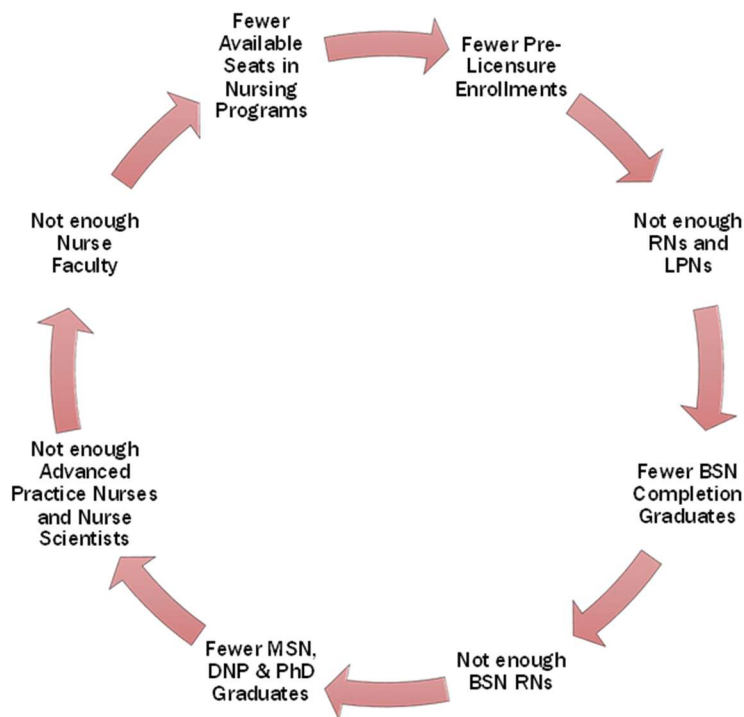 Fewer
Available
Seats in
Nursing
Programs
Fewer Pre-
Licensure
Enrollments
Not enough
RNs and
LPNs
Fewer BSN
Completion
Graduates
Not enough
BSN RNs
Fewer MSN,
DNP & PhD
Graduates
Not enough
Advanced
Practice Nurses
and Nurse
Scientists
Not enough
Nurse
Faculty